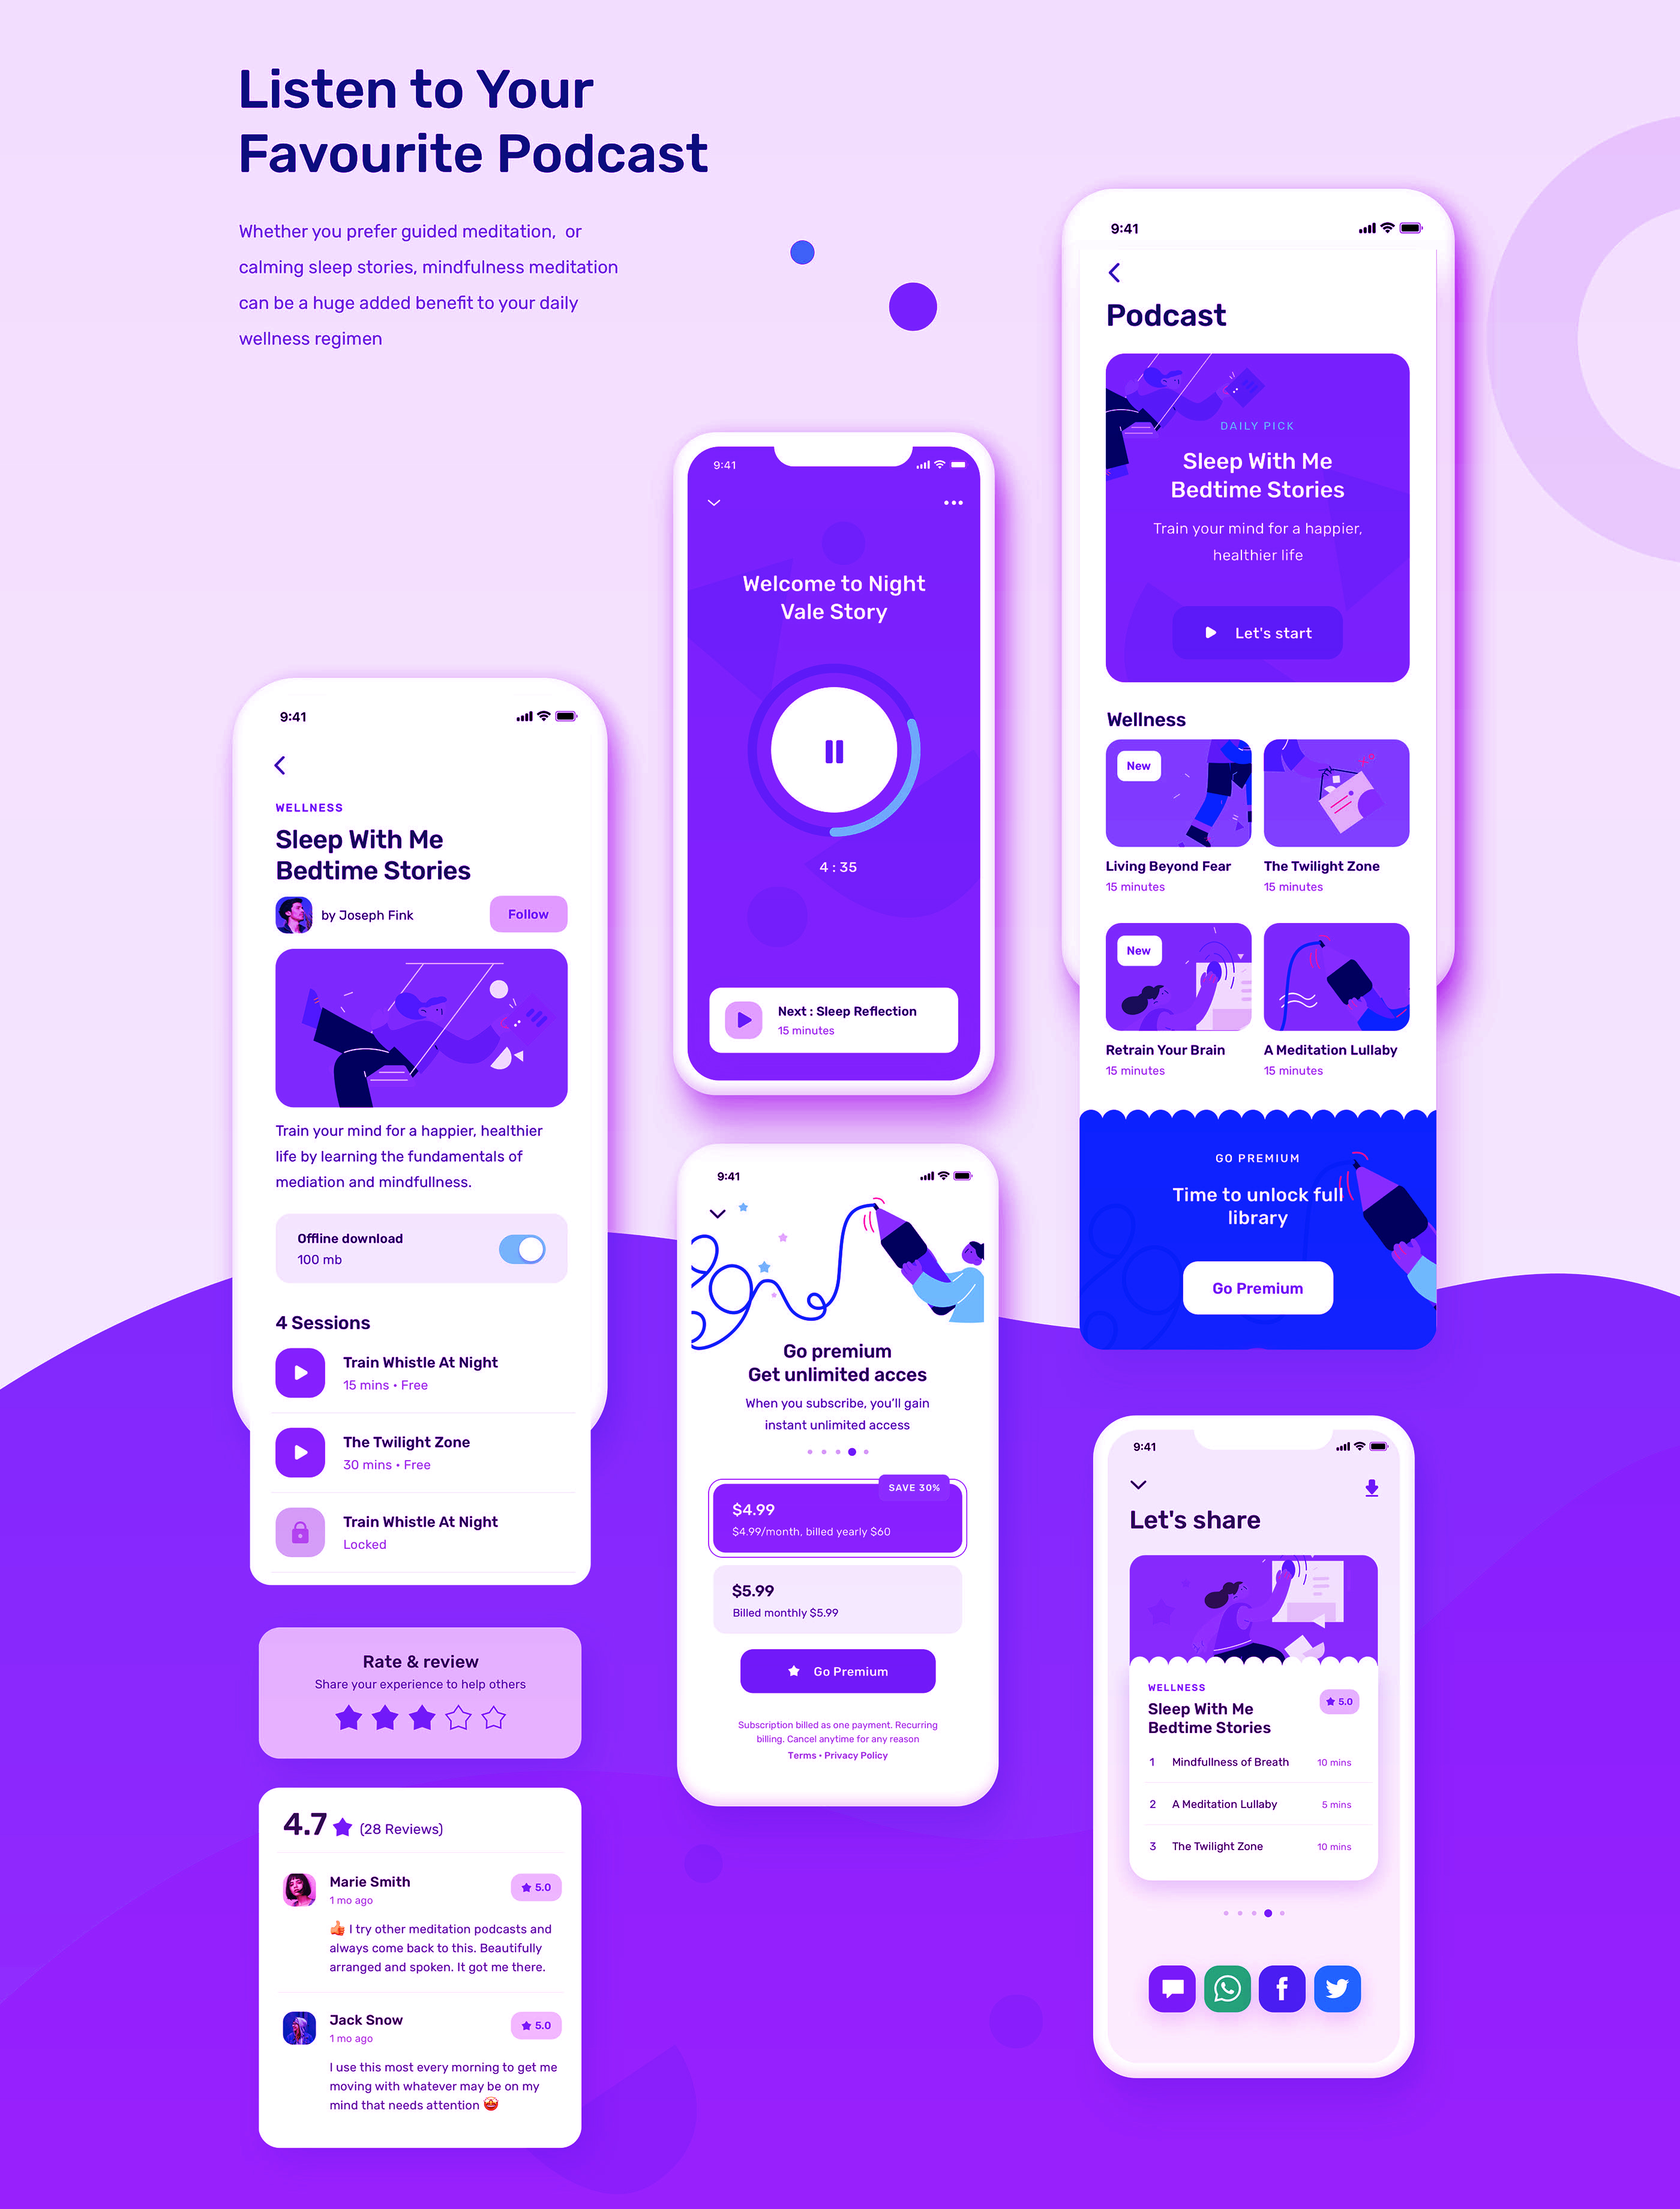 Listen to Your
Favourite Podcast
Whether you prefer guided meditation,  or
calming sleep stories, mindfulness meditation
can be a huge added benefit to your daily
wellness regimen
9:41
Podcast
DAILY PICK
Sleep With Me
Bedtime Stories
Train your mind for a happier,
healthier life
Let's start
Wellness
New
Living Beyond Fear
15 minutes
The Twilight Zone
15 minutes
New
Retrain Your Brain
15 minutes
A Meditation Lullaby
15 minutes
GO PREMIUM
Time to unlock full
library
Go Premium
9:41
Welcome to Night
Vale Story
4 : 35
Next : Sleep Reflection
15 minutes
9:41
WELLNESS
Sleep With Me
Bedtime Stories
by Joseph Fink
Follow
Train your mind for a happier, healthier
life by learning the fundamentals of
mediation and mindfullness.
Offline download
100 mb
4 Sessions
Train Whistle At Night
15 mins • Free
The Twilight Zone
30 mins • Free
Train Whistle At Night
Locked
Rate & review
Share your experience to help others
4.7 (28 Reviews)
Marie Smith
1 mo ago
5.0
👍 I try other meditation podcasts and
always come back to this. Beautifully
arranged and spoken. It got me there.
Jack Snow
1 mo ago
5.0
I use this most every morning to get me
moving with whatever may be on my
mind that needs attention 🤩
9:41
Go premium
Get unlimited acces
When you subscribe, you'll gain
instant unlimited access
SAVE 30%
$4.99
$4.99/month, billed yearly $60
$5.99
Billed monthly $5.99
Go Premium
Subscription billed as one payment. Recurring
billing. Cancel anytime for any reason
Terms • Privacy Policy
9:41
Let's share
WELLNESS
Sleep With Me
Bedtime Stories
5.0
1 Mindfullness of Breath 10 mins
2 A Meditation Lullaby 5 mins
3 The Twilight Zone 10 mins